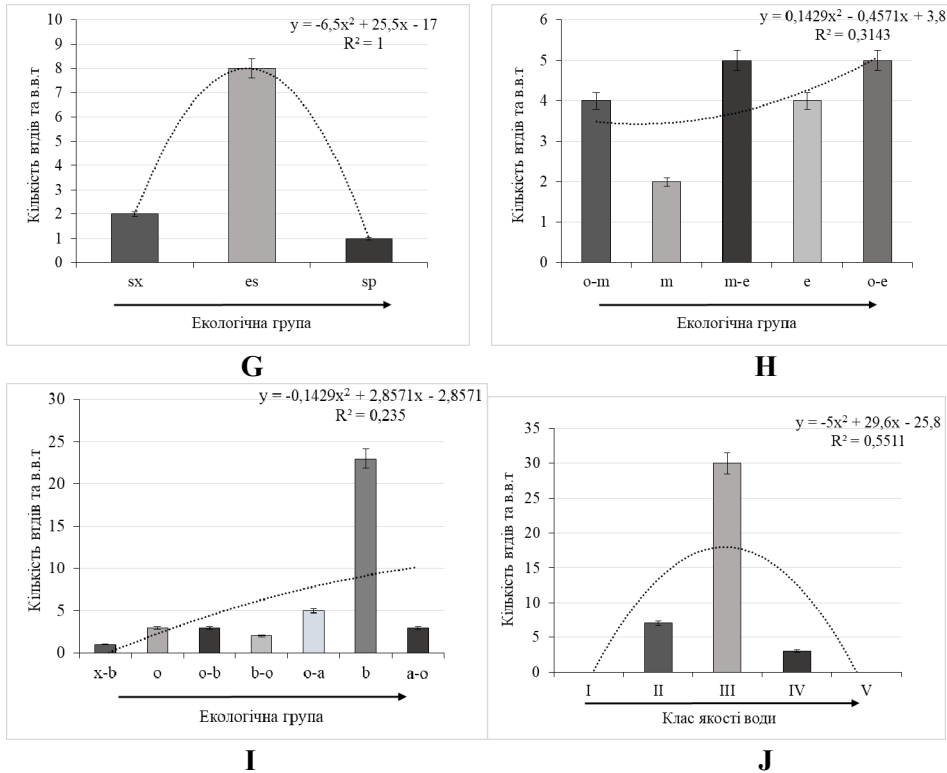 y = -6,5x² + 25,5x - 17
R² = 1
Кількість втдів та в.в.т
10
9
8
7
6
5
4
3
2
1
0
sx es sp
Екологічна група
G
y = 0,1429x² - 0,4571x + 3,8
R² = 0,3143
Кількість втдів та в.в.т
6
5
4
3
2
1
0
o-m m m-e e o-e
Екологічна група
H
y = -0,1429x² + 2,8571x - 2,8571
R² = 0,235
Кількість втдів та в.в.т
30
25
20
15
10
5
0
x-b o o-b b-o o-a b a-o
Екологічна група
I
y = -5x² + 29,6x - 25,8
R² = 0,5511
Кількість втдів та в.в.т
35
30
25
20
15
10
5
0
I II III IV V
Клас якості води
J